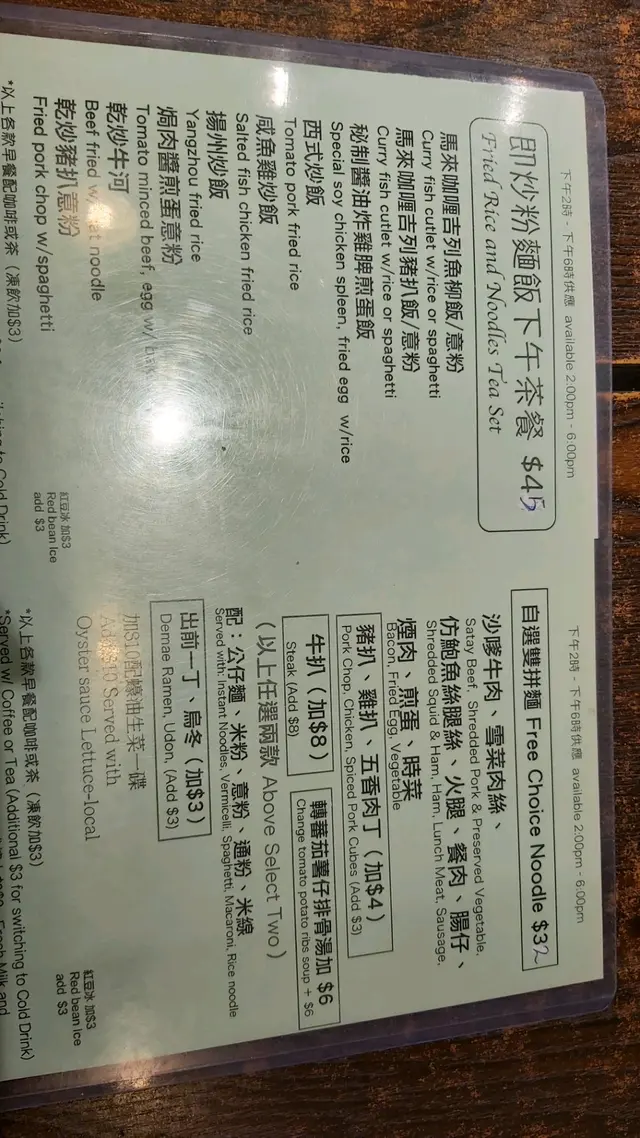 下午2時 - 下午6時供應 available 2:00pm - 6:00pm
即炒粉麵飯下午茶餐 $45
Fried Rice and Noodles Tea Set
馬來咖喱吉列魚柳飯/意粉
Curry fish cutlet w/rice or spaghetti
馬來咖喱吉列豬扒飯/意粉
Curry fish cutlet w/rice or spaghetti
秘制醬油炸雞脾煎蛋飯
Special soy chicken spleen, fried egg w/rice
西式炒飯
Tomato pork fried rice
咸魚雞炒飯
Salted fish chicken fried rice
揚州炒飯
Yangzhou fried rice
焗肉醬煎蛋意粉
Tomato minced beef, egg w/
乾炒牛河
Beef fried noodle
乾炒豬扒意粉
Fried pork chop w/spaghetti
*以上各款早餐配咖啡或茶（凍飲加$3）
to Cold Drink)
紅豆冰 加$3
Red bean Ice
add $3
下午2時 - 下午6時供應 available 2:00pm - 6:00pm
自選雙拼麵 Free Choice Noodle $32
沙嗲牛肉、雪菜肉絲、
Satay Beef, Shredded Pork & Preserved Vegetable,
仿鮑魚絲腿絲、火腿、餐肉、腸仔、
Shredded Squid & Ham, Ham, Lunch Meat, Sausage,
煙肉、煎蛋、時菜
Bacon, Fried Egg, Vegetable
豬扒、雞扒、五香肉丁（加$4）
Pork Chop, Chicken, Spiced Pork Cubes (Add $3)
牛扒（加$8）
Steak (Add $8)
轉蕃茄薯仔排骨湯加 $6
Change tomato potato ribs soup + $6
（以上任選兩款 Above Select Two）
配：公仔麵、米粉、意粉、通粉、米線
Served with: Instant Noodles, Vermicelli, Spaghetti, Macaroni, Rice noodle
出前一丁、烏冬（加$3）
Demae Ramen, Udon, (Add $3)
加$10配蠔油生菜一碟
Add $10 Served with
Oyster sauce Lettuce-local
紅豆冰 加$3
Red bean Ice
add $3
*以上各款早餐配咖啡或茶（凍飲加$3）
*Served w/ Coffee or Tea (Additional $3 for switching to Cold Drink)
Fresh Milk and